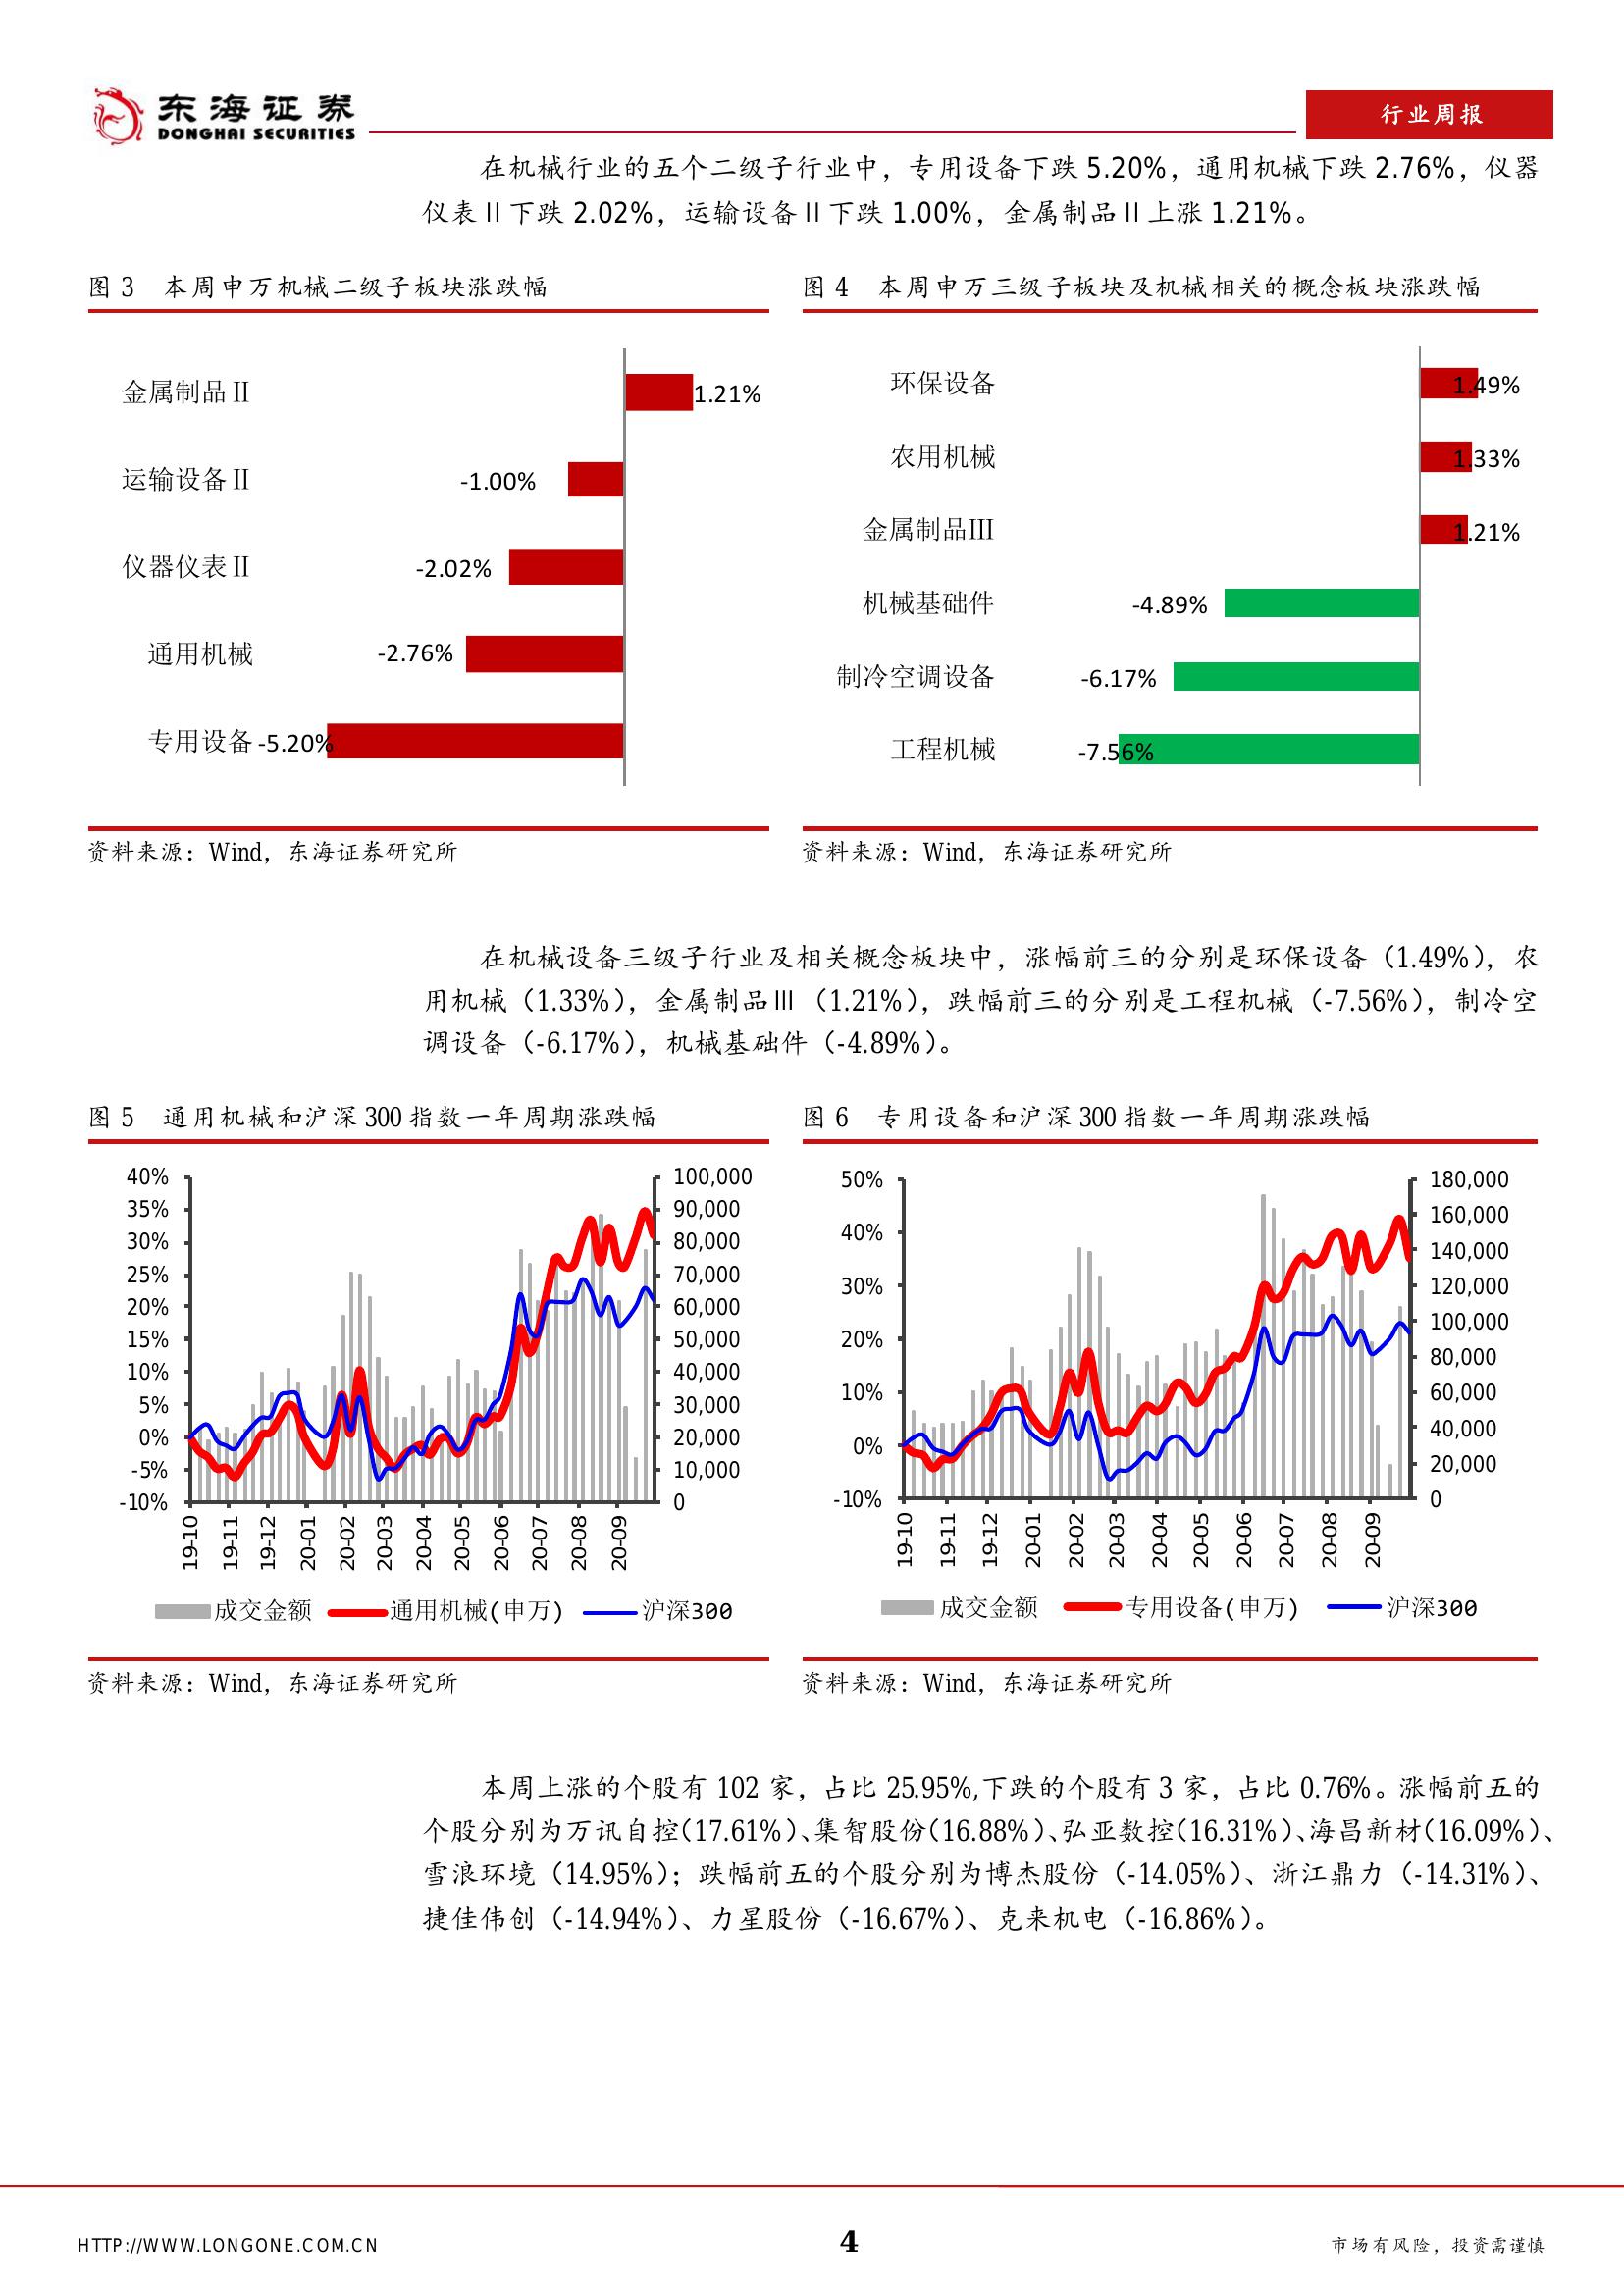 东海证券
DONGHAI SECURITIES
行业周报
在机械行业的五个二级子行业中，专用设备下跌 5.20%，通用机械下跌 2.76%，仪器
仪表Ⅱ下跌 2.02%，运输设备Ⅱ下跌 1.00%，金属制品Ⅱ上涨 1.21%。
图 3 本周申万机械二级子板块涨跌幅
金属制品Ⅱ 1.21%
运输设备Ⅱ -1.00%
仪器仪表Ⅱ -2.02%
通用机械 -2.76%
专用设备 -5.20%
资料来源：Wind，东海证券研究所
图 4 本周申万三级子板块及机械相关的概念板块涨跌幅
环保设备 1.49%
农用机械 1.33%
金属制品Ⅲ 1.21%
机械基础件 -4.89%
制冷空调设备 -6.17%
工程机械 -7.56%
资料来源：Wind，东海证券研究所
在机械设备三级子行业及相关概念板块中，涨幅前三的分别是环保设备（1.49%），农
用机械（1.33%），金属制品Ⅲ（1.21%），跌幅前三的分别是工程机械（-7.56%），制冷空
调设备（-6.17%），机械基础件（-4.89%）。
图 5 通用机械和沪深 300 指数一年周期涨跌幅
40% 100,000
35% 90,000
30% 80,000
25% 70,000
20% 60,000
15% 50,000
10% 40,000
5% 30,000
0% 20,000
-5% 10,000
-10% 0
19-10 19-11 19-12 20-01 20-02 20-03 20-04 20-05 20-06 20-07 20-08 20-09
成交金额 通用机械(申万) 沪深300
资料来源：Wind，东海证券研究所
图 6 专用设备和沪深 300 指数一年周期涨跌幅
50%
40%
30%
20%
10%
0%
-10%
180,000
160,000
140,000
120,000
100,000
80,000
60,000
40,000
20,000
0
19-10 19-11 19-12 20-01 20-02 20-03 20-04 20-05 20-06 20-07 20-08 20-09
成交金额 专用设备(申万) 沪深300
资料来源：Wind，东海证券研究所
本周上涨的个股有 102 家，占比 25.95%,下跌的个股有 3 家，占比 0.76%。涨幅前五的
个股分别为万讯自控(17.61%)、集智股份(16.88%)、弘亚数控(16.31%)、海昌新材(16.09%)、
雪浪环境（14.95%）；跌幅前五的个股分别为博杰股份（-14.05%）、浙江鼎力（-14.31%）、
捷佳伟创（-14.94%）、力星股份（-16.67%）、克来机电（-16.86%）。
HTTP://WWW.LONGONE.COM.CN
4
市场有风险，投资需谨慎